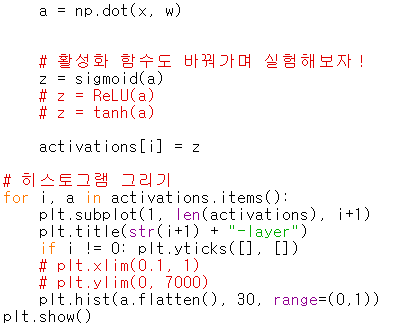 a = np.dot(x, w)
# 활성화 함수도 바꿔가며 실험해보자!
z = sigmoid(a)
# z = ReLU(a)
# z = tanh(a)
activations[i] = z
# 히스토그램 그리기
for i, a in activations.items():
plt.subplot(1, len(activations), i+1)
plt.title(str(i+1) + "-layer")
if i != 0: plt.yticks([], [])
# plt.xlim(0.1, 1)
# plt.ylim(0, 7000)
plt.hist(a.flatten(), 30, range=(0,1))
plt.show()